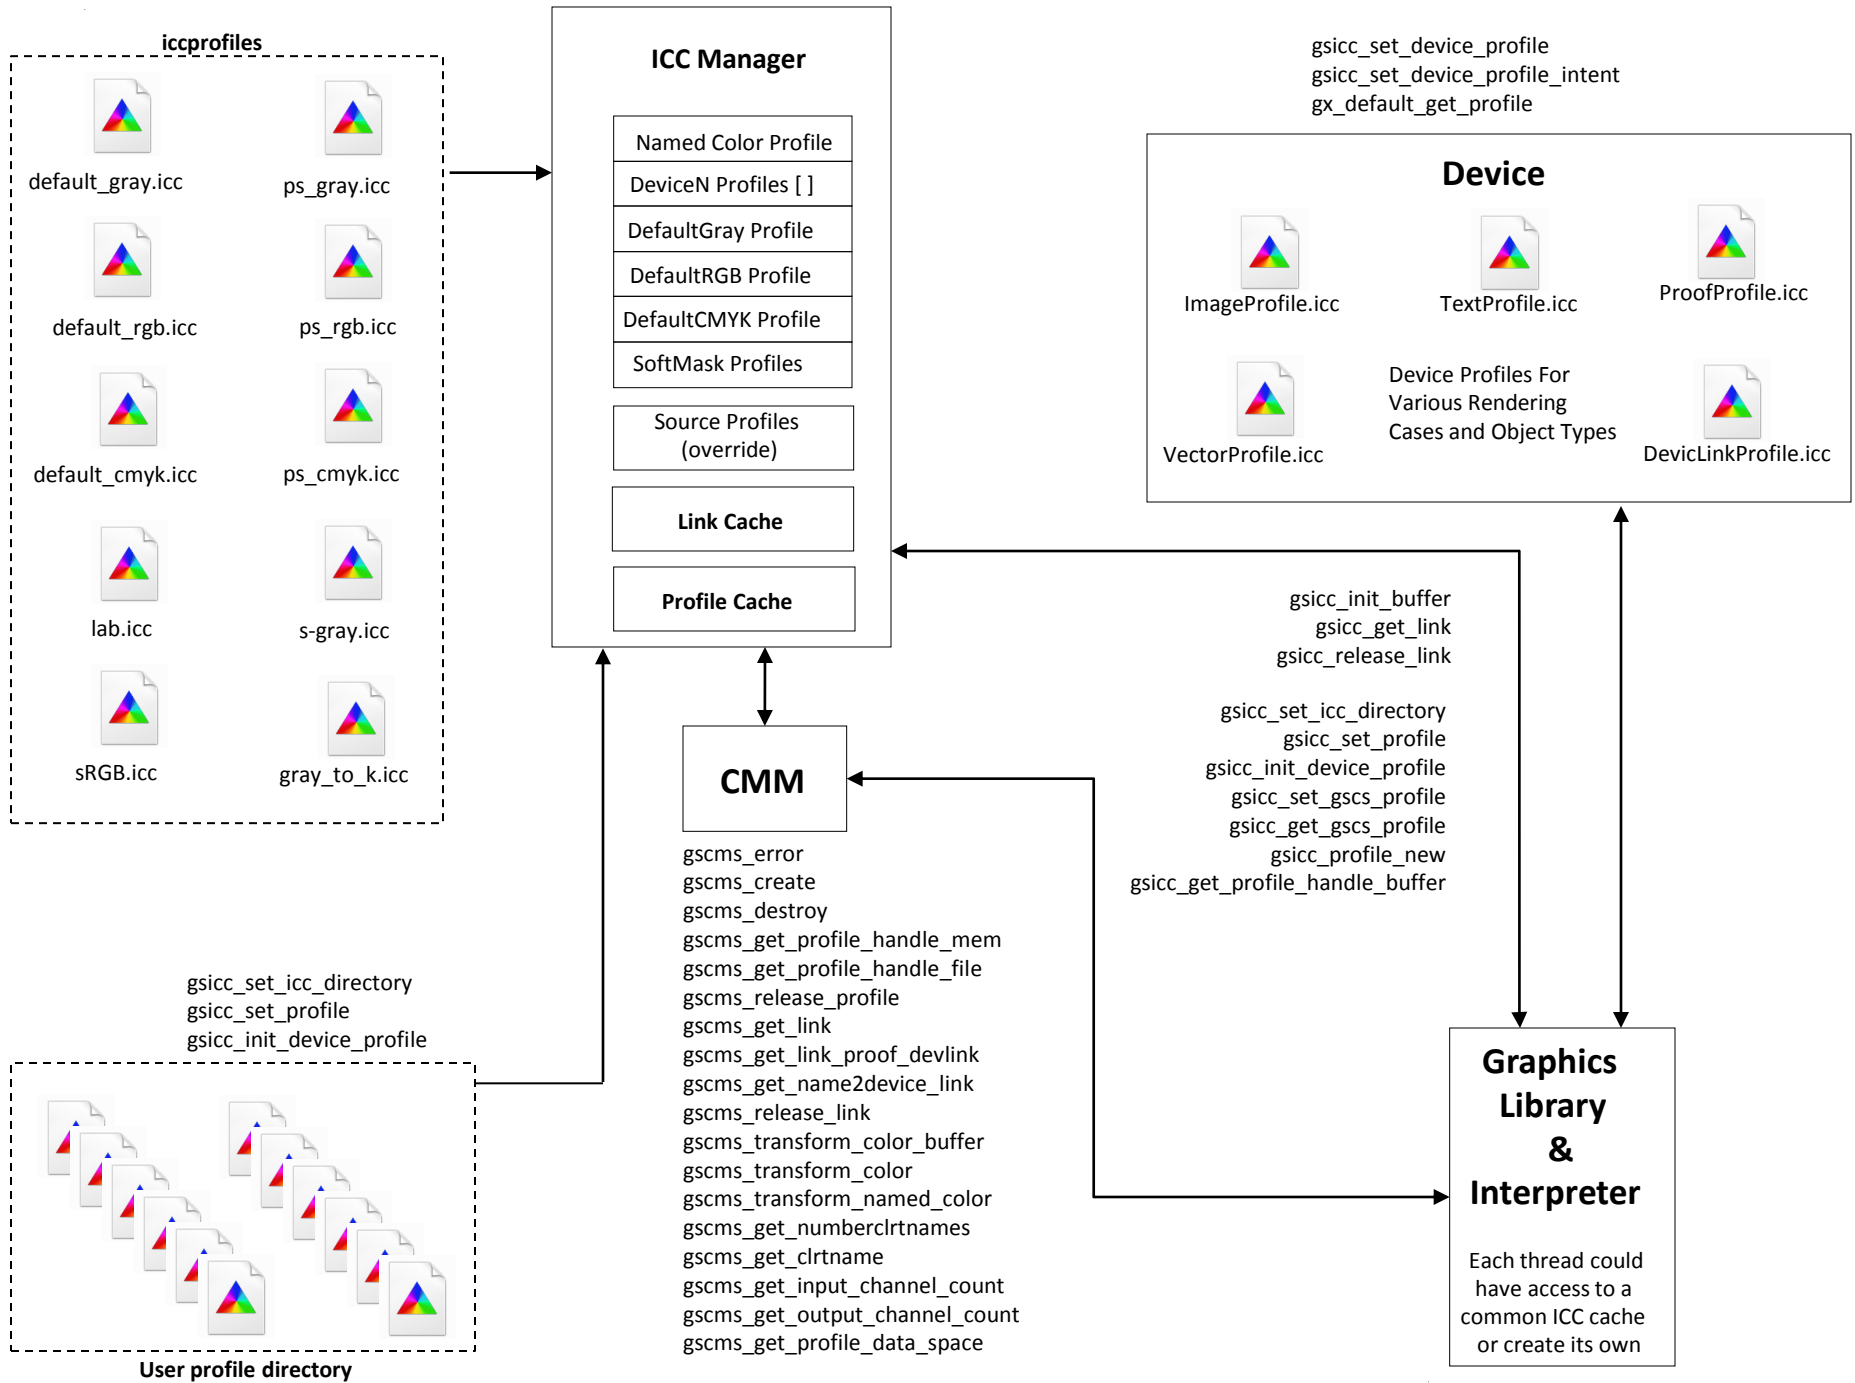 iccprofiles
default_gray.icc
ps_gray.icc
default_rgb.icc
ps_rgb.icc
default_cmyk.icc
ps_cmyk.icc
lab.icc
s-gray.icc
sRGB.icc
gray_to_k.icc
ICC Manager
Named Color Profile
DeviceN Profiles [ ]
DefaultGray Profile
DefaultRGB Profile
DefaultCMYK Profile
SoftMask Profiles
Source Profiles
(override)
Link Cache
Profile Cache
gsicc_set_device_profile
gsicc_set_device_profile_intent
gx_default_get_profile
Device
ImageProfile.icc
TextProfile.icc
ProofProfile.icc
VectorProfile.icc
Device Profiles For
Various Rendering
Cases and Object Types
DevicLinkProfile.icc
gsicc_init_buffer
gsicc_get_link
gsicc_release_link
gsicc_set_icc_directory
gsicc_set_profile
gsicc_init_device_profile
gsicc_set_gscs_profile
gsicc_get_gscs_profile
gsicc_profile_new
gsicc_get_profile_handle_buffer
CMM
gscms_error
gscms_create
gscms_destroy
gscms_get_profile_handle_mem
gscms_get_profile_handle_file
gscms_release_profile
gscms_get_link
gscms_get_link_proof_devlink
gscms_get_name2device_link
gscms_release_link
gscms_transform_color_buffer
gscms_transform_color
gscms_transform_named_color
gscms_get_numberclrtnames
gscms_get_clrtname
gscms_get_input_channel_count
gscms_get_output_channel_count
gscms_get_profile_data_space
gsicc_set_icc_directory
gsicc_set_profile
gsicc_init_device_profile
User profile directory
Graphics
Library
&
Interpreter
Each thread could
have access to a
common ICC cache
or create its own